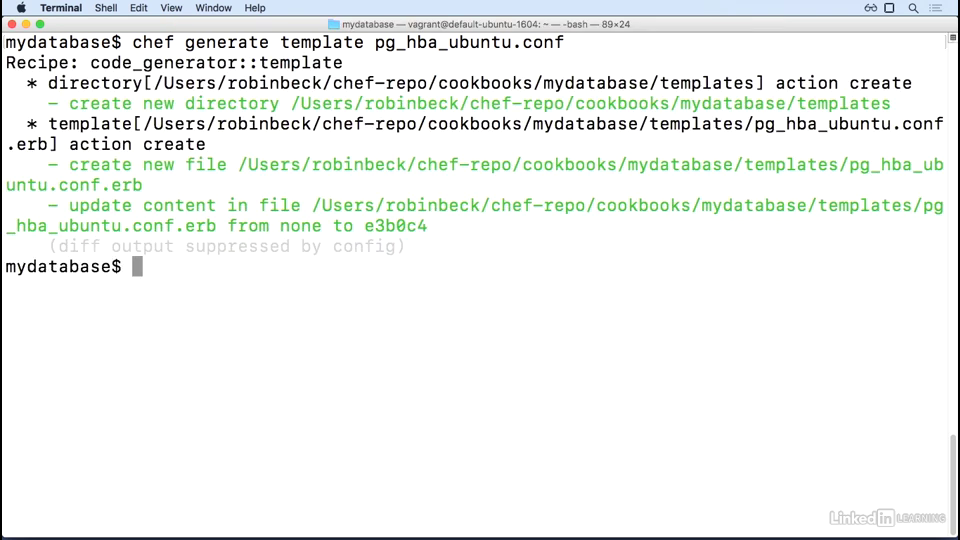 Terminal Shell Edit View Window Help
mydatabase — vagrant@default-ubuntu-1604: ~ — -bash — 89×24
mydatabase$ chef generate template pg_hba_ubuntu.conf
Recipe: code_generator::template
* directory[/Users/robinbeck/chef-repo/cookbooks/mydatabase/templates] action create
- create new directory /Users/robinbeck/chef-repo/cookbooks/mydatabase/templates
* template[/Users/robinbeck/chef-repo/cookbooks/mydatabase/templates/pg_hba_ubuntu.conf
.erb] action create
- create new file /Users/robinbeck/chef-repo/cookbooks/mydatabase/templates/pg_hba_ub
untu.conf.erb
- update content in file /Users/robinbeck/chef-repo/cookbooks/mydatabase/templates/pg
_hba_ubuntu.conf.erb from none to e3b0c4
(diff output suppressed by config)
mydatabase$
Linked in LEARNING